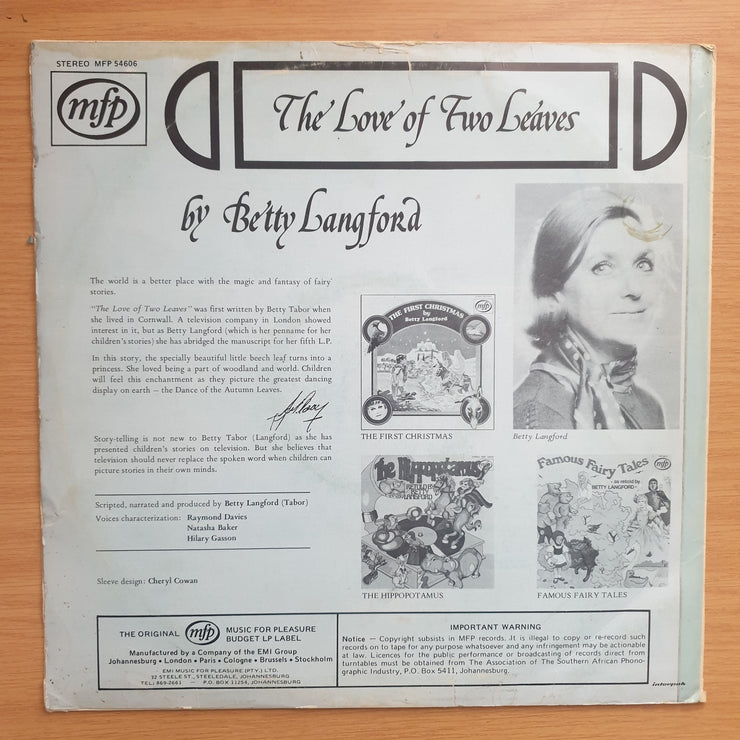 STEREO MFP 54606
mfp
The Love of Two Leaves
by Betty Langford
The world is a better place with the magic and fantasy of fairy
stories.
"The Love of Two Leaves" was first written by Betty Tabor when
she lived in Cornwall. A television company in London showed
interest in it, but as Betty Langford (which is her penname for her
children's stories) she has abridged the manuscript for her fifth L.P.
In this story, the specially beautiful little beech leaf turns into a
princess. She loved being a part of woodland and world. Children
will feel this enchantment as they picture the greatest dancing
display on earth – the Dance of the Autumn Leaves.
Story-telling is not new to Betty Tabor (Langford) as she has
presented children's stories on television. But she believes that
television should never replace the spoken word when children can
picture stories in their own minds.
Scripted, narrated and produced by Betty Langford (Tabor)
Voices characterization: Raymond Davies
Natasha Baker
Hilary Gasson
Sleeve design: Cheryl Cowan
THE FIRST CHRISTMAS
by
Betty Langford
mfp
THE FIRST CHRISTMAS
Betty Langford
the Hippopotamus
RETOLD BY
BETTY
LANGFORD
THE HIPPOPOTAMUS
Famous Fairy Tales
mfp
as retold by
BETTY LANGFORD
FAMOUS FAIRY TALES
THE ORIGINAL mfp MUSIC FOR PLEASURE
BUDGET LP LABEL
Manufactured by a Company of the EMI Group
Johannesburg • London • Paris • Cologne • Brussels • Stockholm
EMI MUSIC FOR PLEASURE (PTY.) LTD.
32 STEELE ST., STEELEDALE, JOHANNESBURG
TEL: 869-2661 – P.O. BOX 11254, JOHANNESBURG
IMPORTANT WARNING
Notice – Copyright subsists in MFP records. It is illegal to copy or re-record such
records on to tape for any purpose whatsoever and any infringement may be actionable
at law. Licences for the public performance or broadcasting of records direct from
turntables must be obtained from The Association of The Southern African Phono-
graphic Industry, P.O. Box 5411, Johannesburg.
interpak